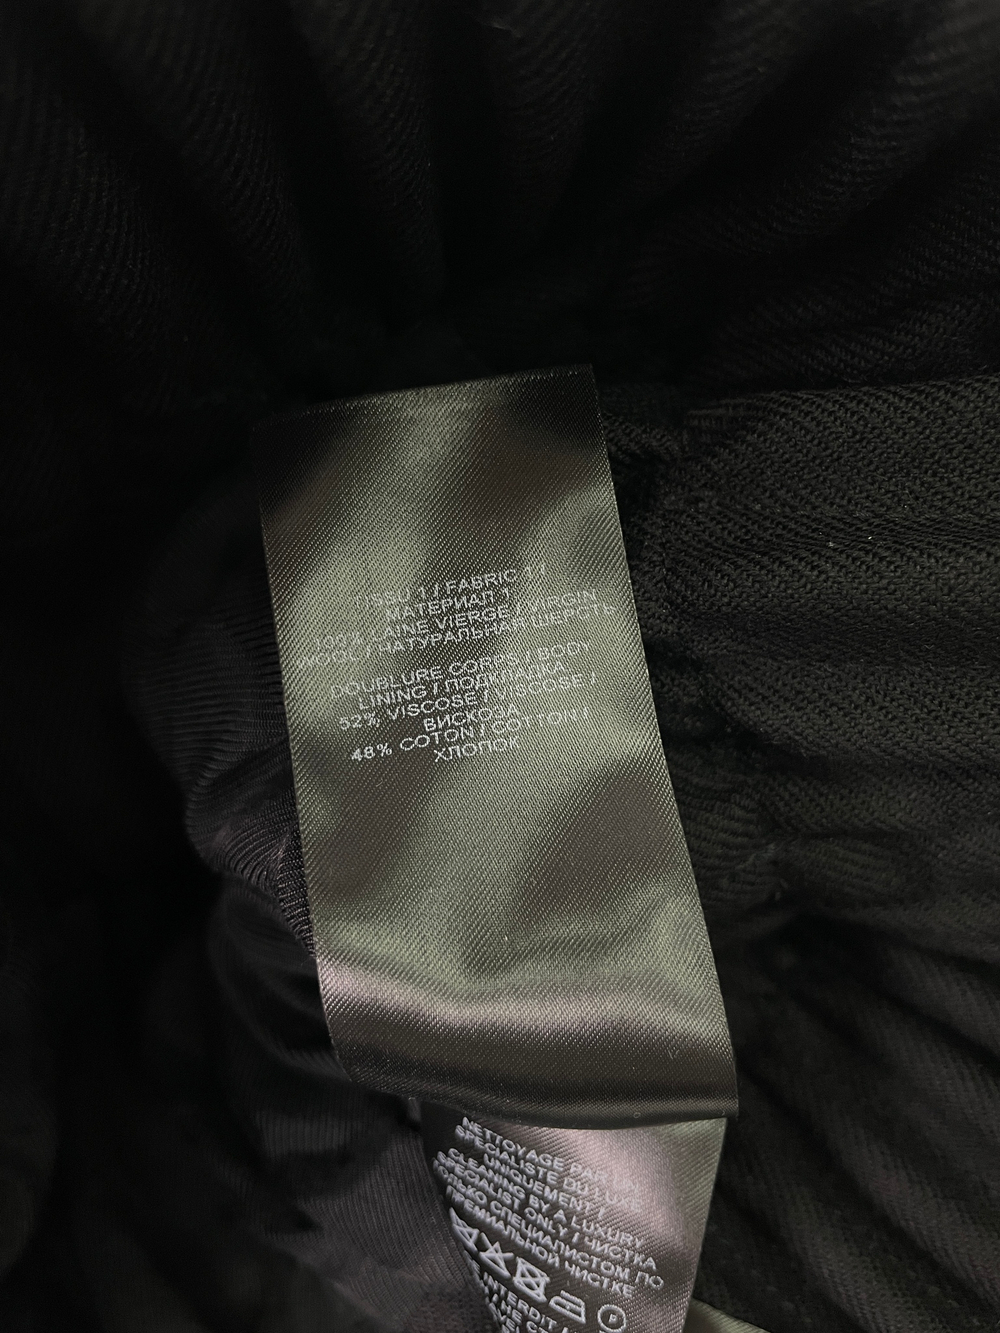 TISSU 1 / FABRIC 1 /
МАТЕРИАЛ 1
100% LAINE VIERGE / VIRGIN
WOOL / НАТУРАЛЬНАЯ ШЕРСТЬ
DOUBLURE CORPS / BODY
LINING / ПОДКЛАДКА
52% VISCOSE / VISCOSE /
ВИСКОЗА
48% COTON / COTTON /
ХЛОПОК
NETTOYAGE PAR UN
SPECIALISTE DU LUXE
UNIQUEMENT /
CLEANING BY A LUXURY
SPECIALIST ONLY / ЧИСТКА
ТОЛЬКО СПЕЦИАЛИСТОМ ПО
ПРЕМИАЛЬНОЙ ЧИСТКЕ
P
INTERDIT /